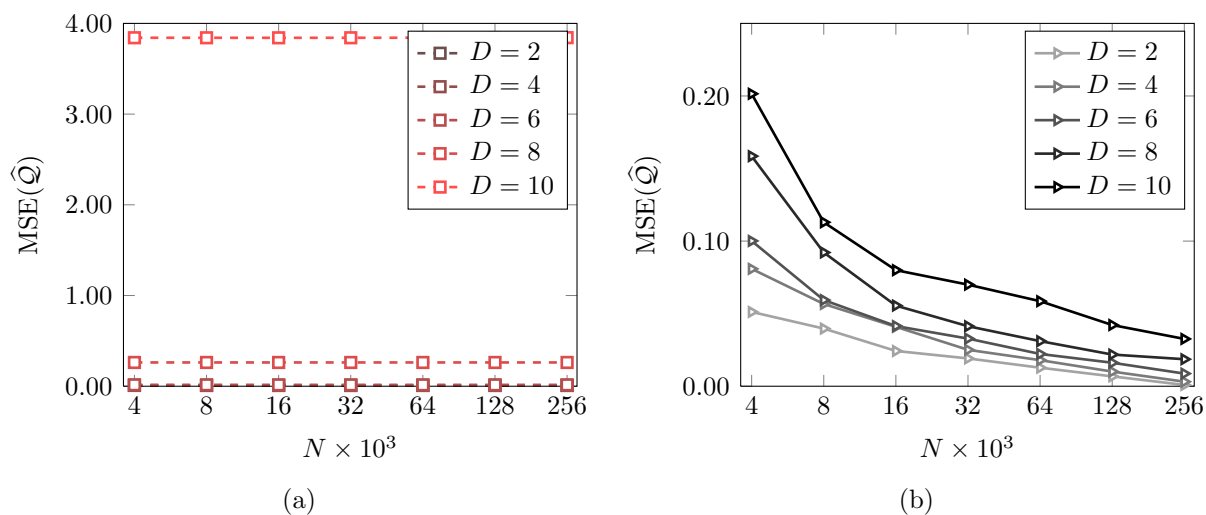 4.00
3.00
2.00
1.00
0.00
MSE(Q̂)
4 8 16 32 64 128 256
N × 10³
D = 2
D = 4
D = 6
D = 8
D = 10
(a)
0.20
0.10
0.00
MSE(Q̂)
4 8 16 32 64 128 256
N × 10³
D = 2
D = 4
D = 6
D = 8
D = 10
(b)